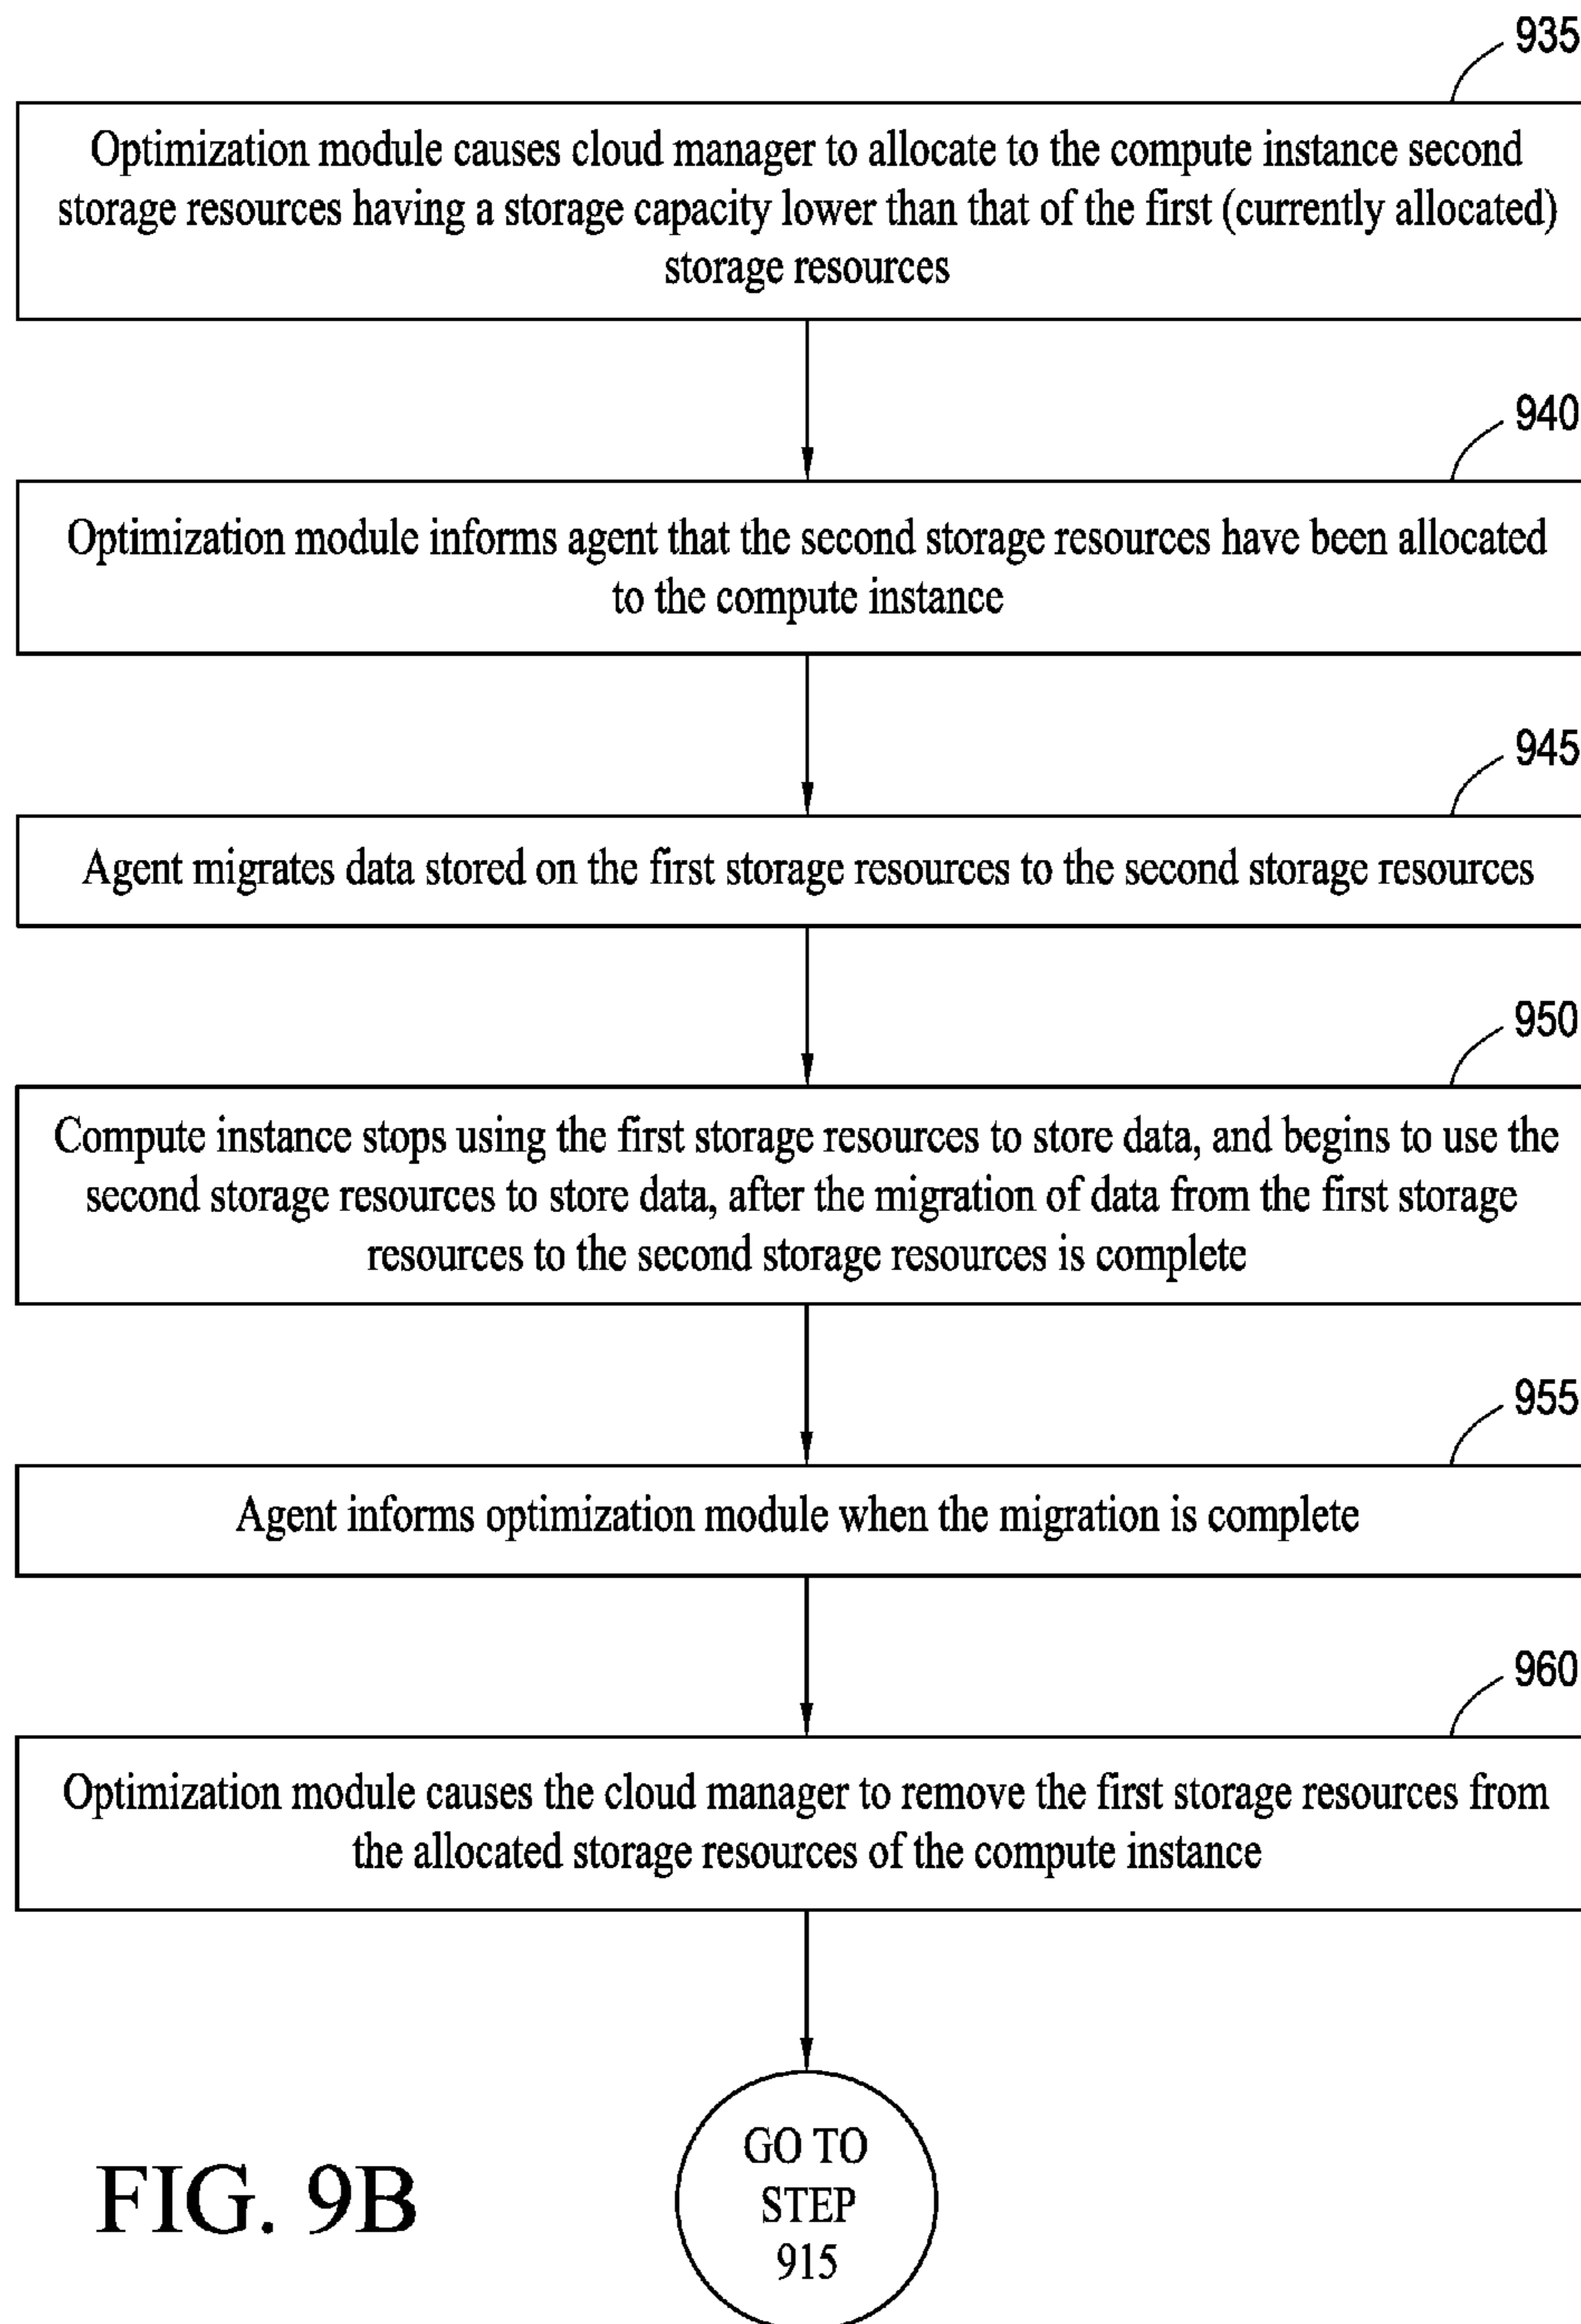 935
Optimization module causes cloud manager to allocate to the compute instance second
storage resources having a storage capacity lower than that of the first (currently allocated)
storage resources
940
Optimization module informs agent that the second storage resources have been allocated
to the compute instance
945
Agent migrates data stored on the first storage resources to the second storage resources
950
Compute instance stops using the first storage resources to store data, and begins to use the
second storage resources to store data, after the migration of data from the first storage
resources to the second storage resources is complete
955
Agent informs optimization module when the migration is complete
960
Optimization module causes the cloud manager to remove the first storage resources from
the allocated storage resources of the compute instance
GO TO
STEP
915
FIG. 9B